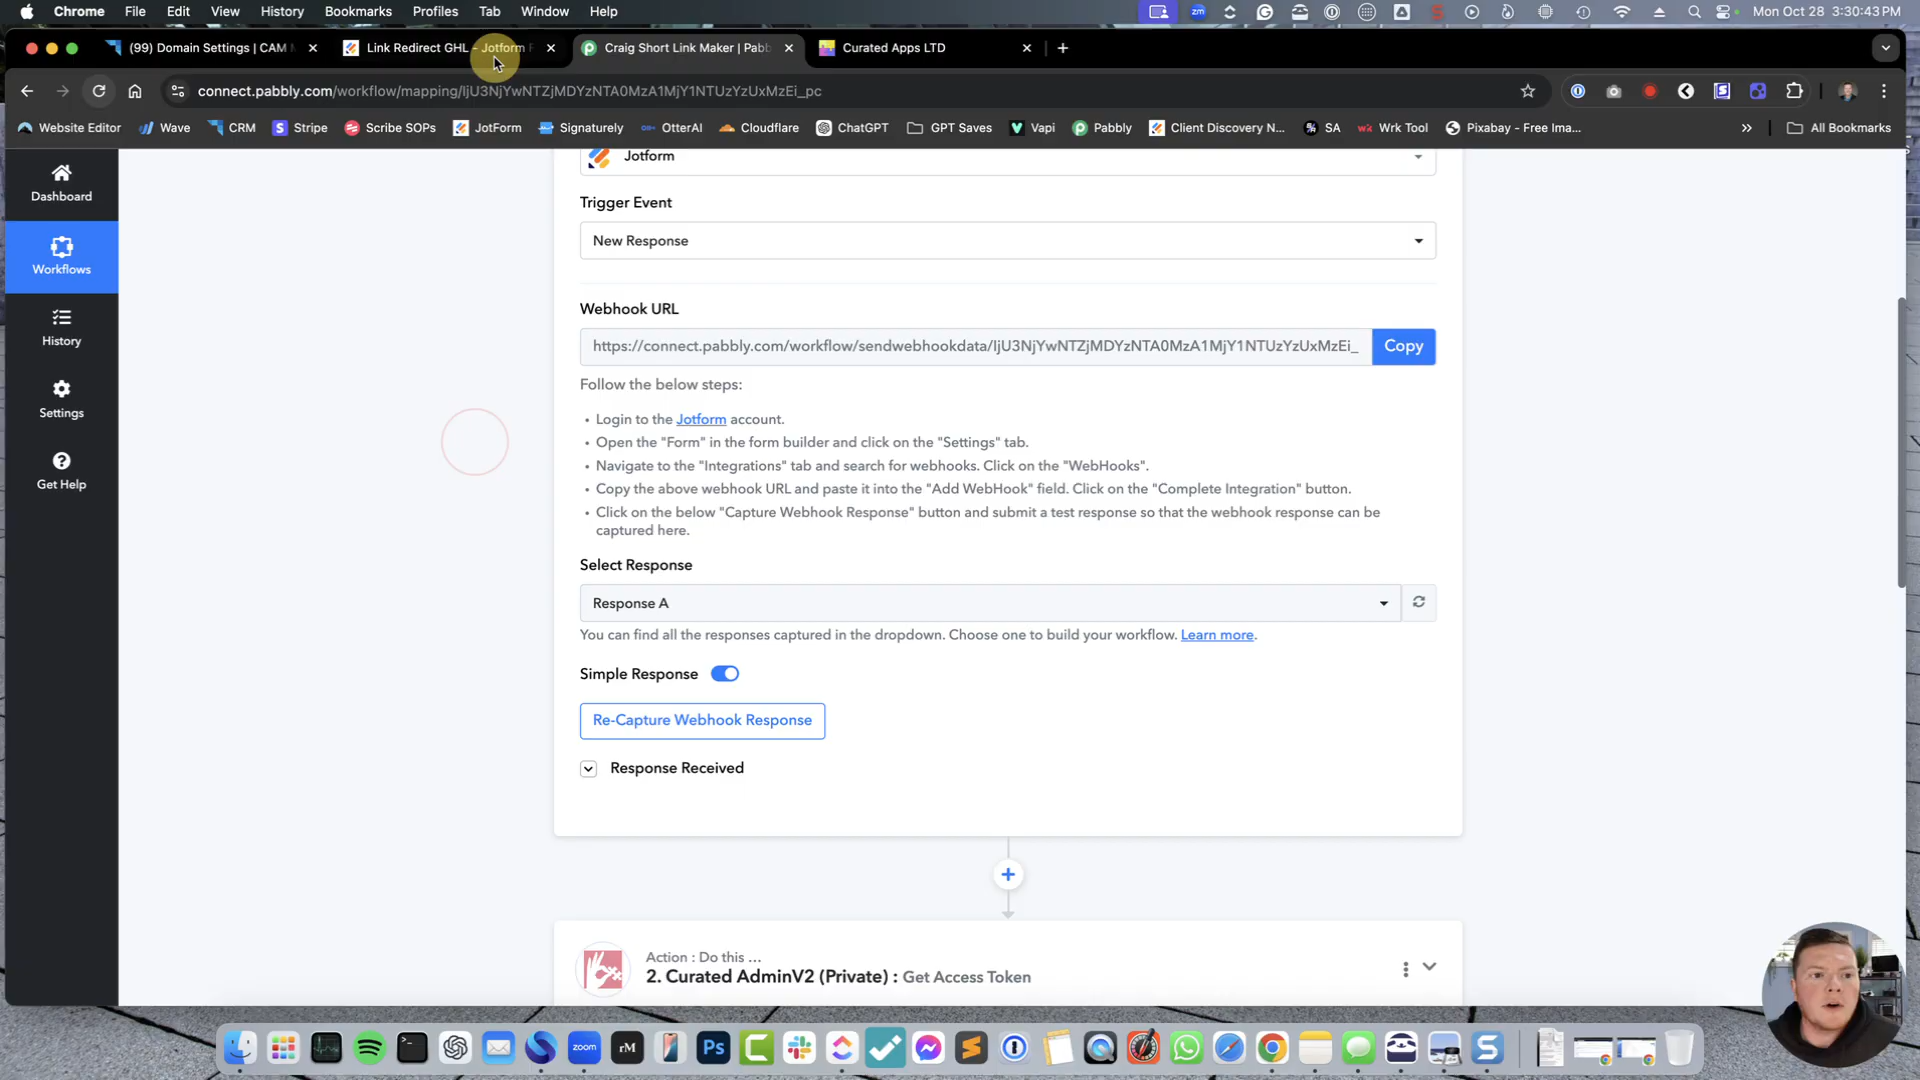 Chrome File Edit View History Bookmarks Profiles Tab Window Help zm Mon Oct 28 3:30:43 PM
(99) Domain Settings | CAM Link Redirect GHL - Jotform Craig Short Link Maker | Pabb Curated Apps LTD
connect.pabbly.com/workflow/mapping/IjU3NjYwNTZjMDYzNTA0MzA1MjY1NTUzYzUxMzEi_pc
Website Editor Wave CRM Stripe Scribe SOPs JotForm Signaturely OtterAI Cloudflare ChatGPT GPT Saves Vapi Pabbly Client Discovery N... SA Wrk Tool Pixabay - Free Ima... All Bookmarks
Dashboard
Workflows
History
Settings
Get Help
Jotform
Trigger Event
New Response
Webhook URL
https://connect.pabbly.com/workflow/sendwebhookdata/IjU3NjYwNTZjMDYzNTA0MzA1MjY1NTUzYzUxMzEi_ Copy
Follow the below steps:
• Login to the Jotform account.
• Open the "Form" in the form builder and click on the "Settings" tab.
• Navigate to the "Integrations" tab and search for webhooks. Click on the "WebHooks".
• Copy the above webhook URL and paste it into the "Add WebHook" field. Click on the "Complete Integration" button.
• Click on the below "Capture Webhook Response" button and submit a test response so that the webhook response can be
captured here.
Select Response
Response A
You can find all the responses captured in the dropdown. Choose one to build your workflow. Learn more.
Simple Response
Re-Capture Webhook Response
Response Received
Action : Do this ...
2. Curated AdminV2 (Private) : Get Access Token
zoom rM Ps